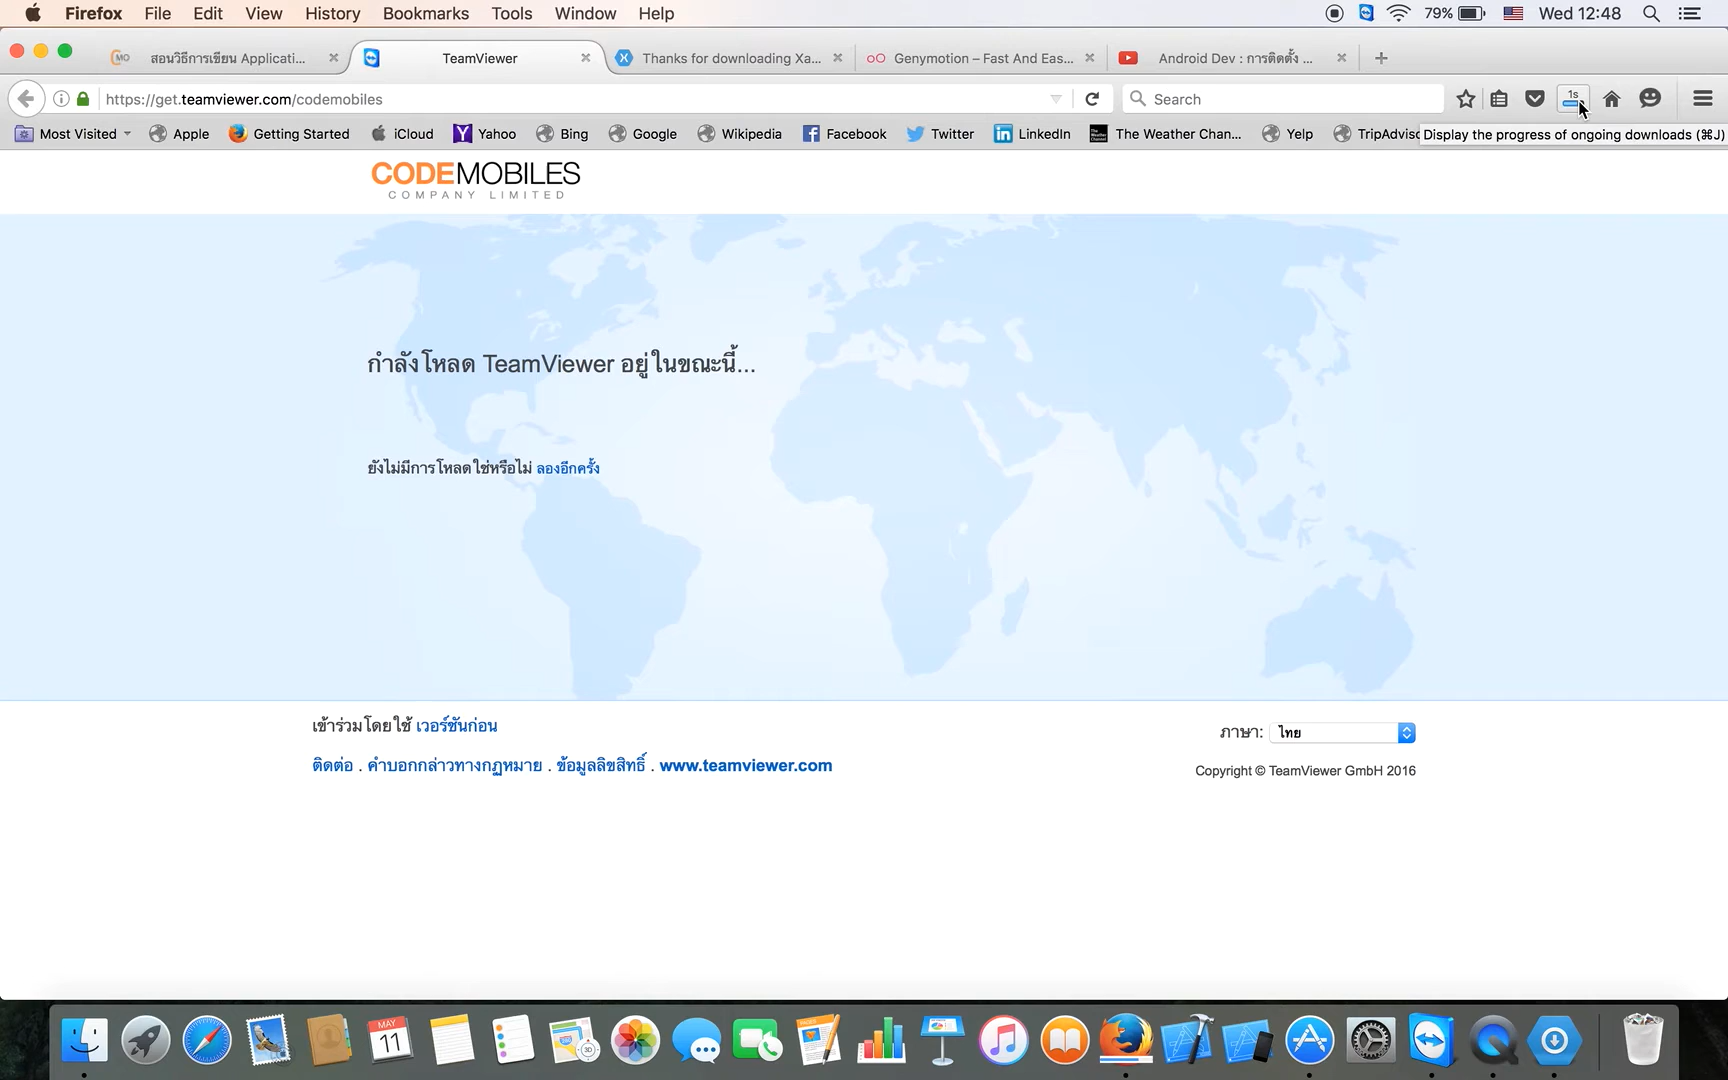 Firefox File Edit View History Bookmarks Tools Window Help 79% Wed 12:48
สอนวิธีการเขียน Applicati... TeamViewer Thanks for downloading Xa... Genymotion – Fast And Eas... Android Dev : การติดตั้ง ...
https://get.teamviewer.com/codemobiles Search 1s
Most Visited Apple Getting Started iCloud Yahoo Bing Google Wikipedia Facebook Twitter LinkedIn The Weather Chan... Yelp TripAdvisc Display the progress of ongoing downloads (⌘J)
CODEMOBILES
COMPANY LIMITED
กำลังโหลด TeamViewer อยู่ในขณะนี้...
ยังไม่มีการโหลดใช่หรือไม่ ลองอีกครั้ง
เข้าร่วมโดยใช้ เวอร์ชันก่อน
ภาษา: ไทย
ติดต่อ . คำบอกกล่าวทางกฎหมาย . ข้อมูลลิขสิทธิ์ . www.teamviewer.com
Copyright © TeamViewer GmbH 2016
MAY
11